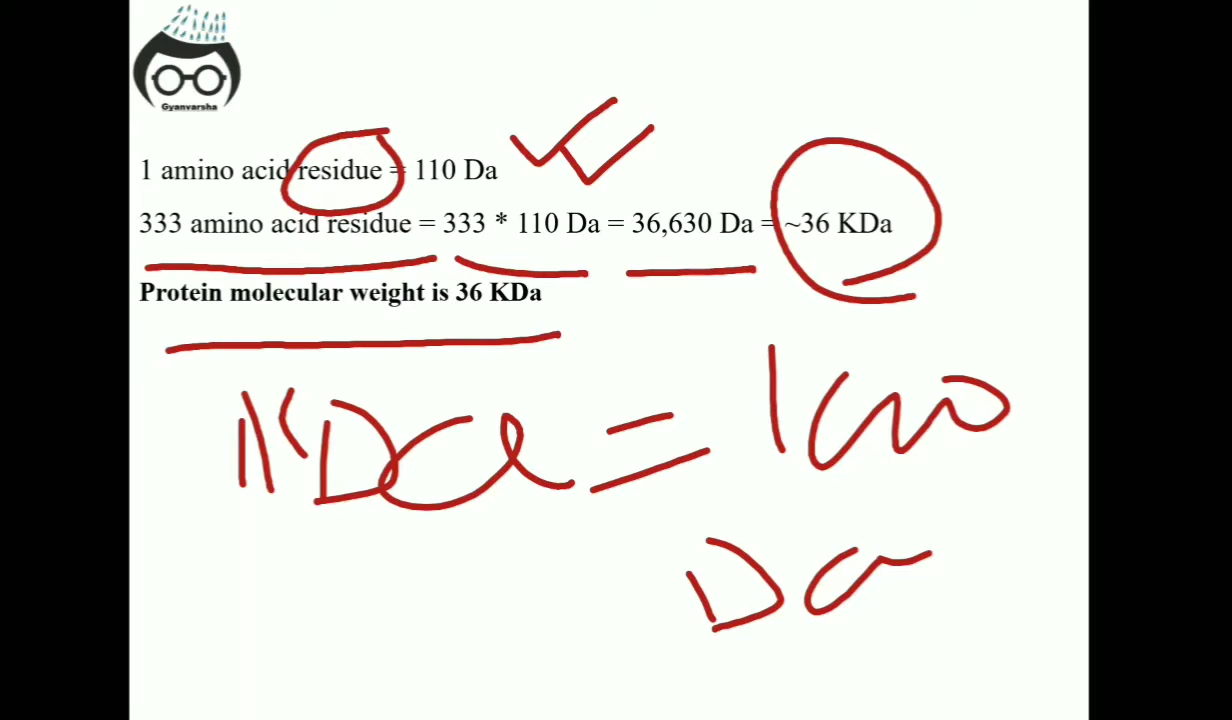 Gyanvarsha
1 amino acid residue = 110 Da
333 amino acid residue = 333 * 110 Da = 36,630 Da = ~36 KDa
Protein molecular weight is 36 KDa
KDa = 1000
Da